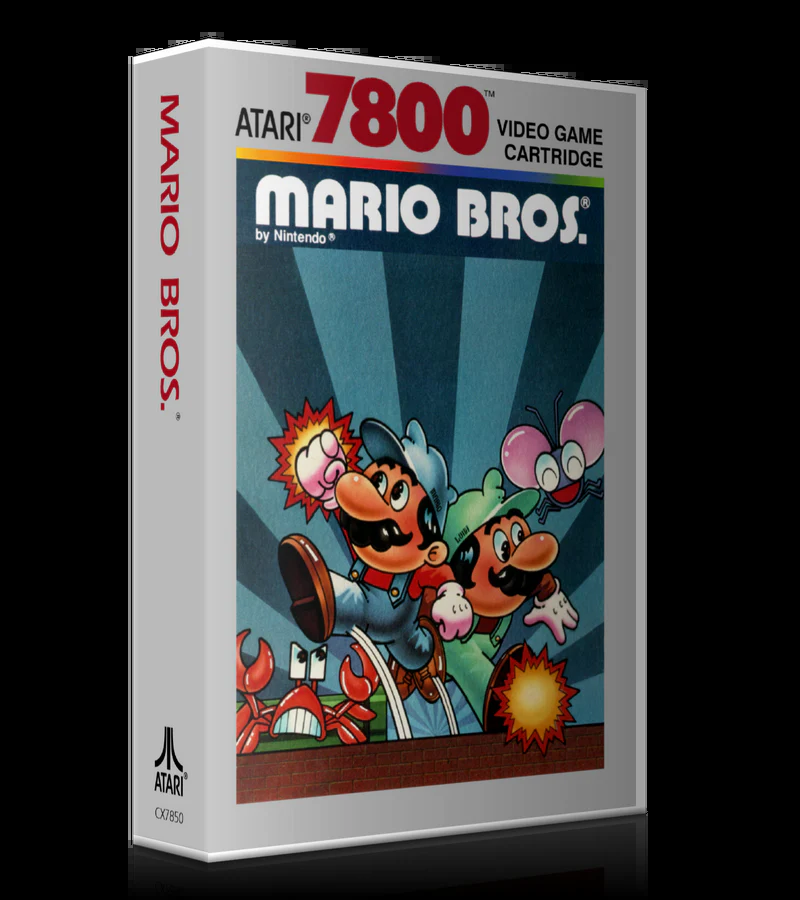 MARIO BROS.®
ATARI®
CX7850
ATARI® 7800™ VIDEO GAME
CARTRIDGE
MARIO BROS.®
by Nintendo®
LUIGI